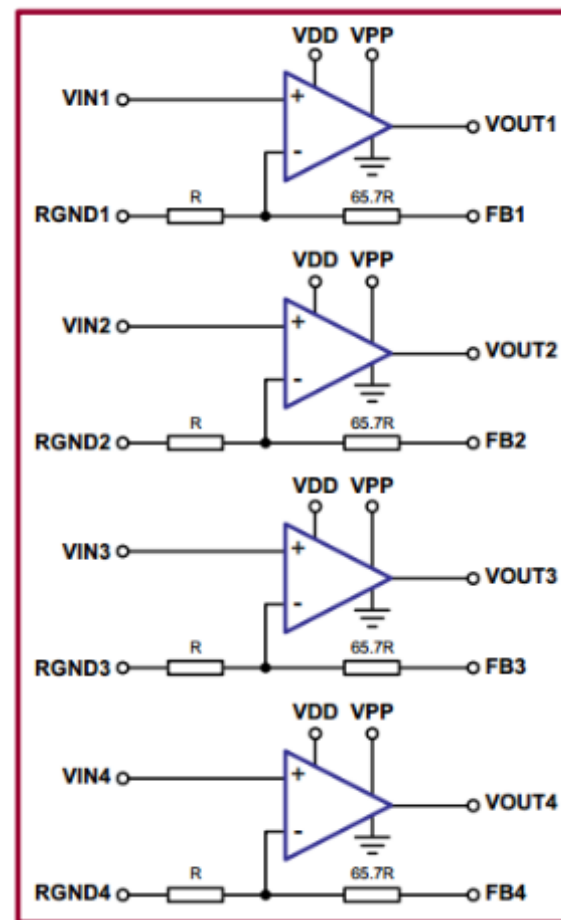 VDD VPP
VIN1 + VOUT1
-
R 65.7R
RGND1 FB1
VDD VPP
VIN2 + VOUT2
-
R 65.7R
RGND2 FB2
VDD VPP
VIN3 + VOUT3
-
R 65.7R
RGND3 FB3
VDD VPP
VIN4 + VOUT4
-
R 65.7R
RGND4 FB4